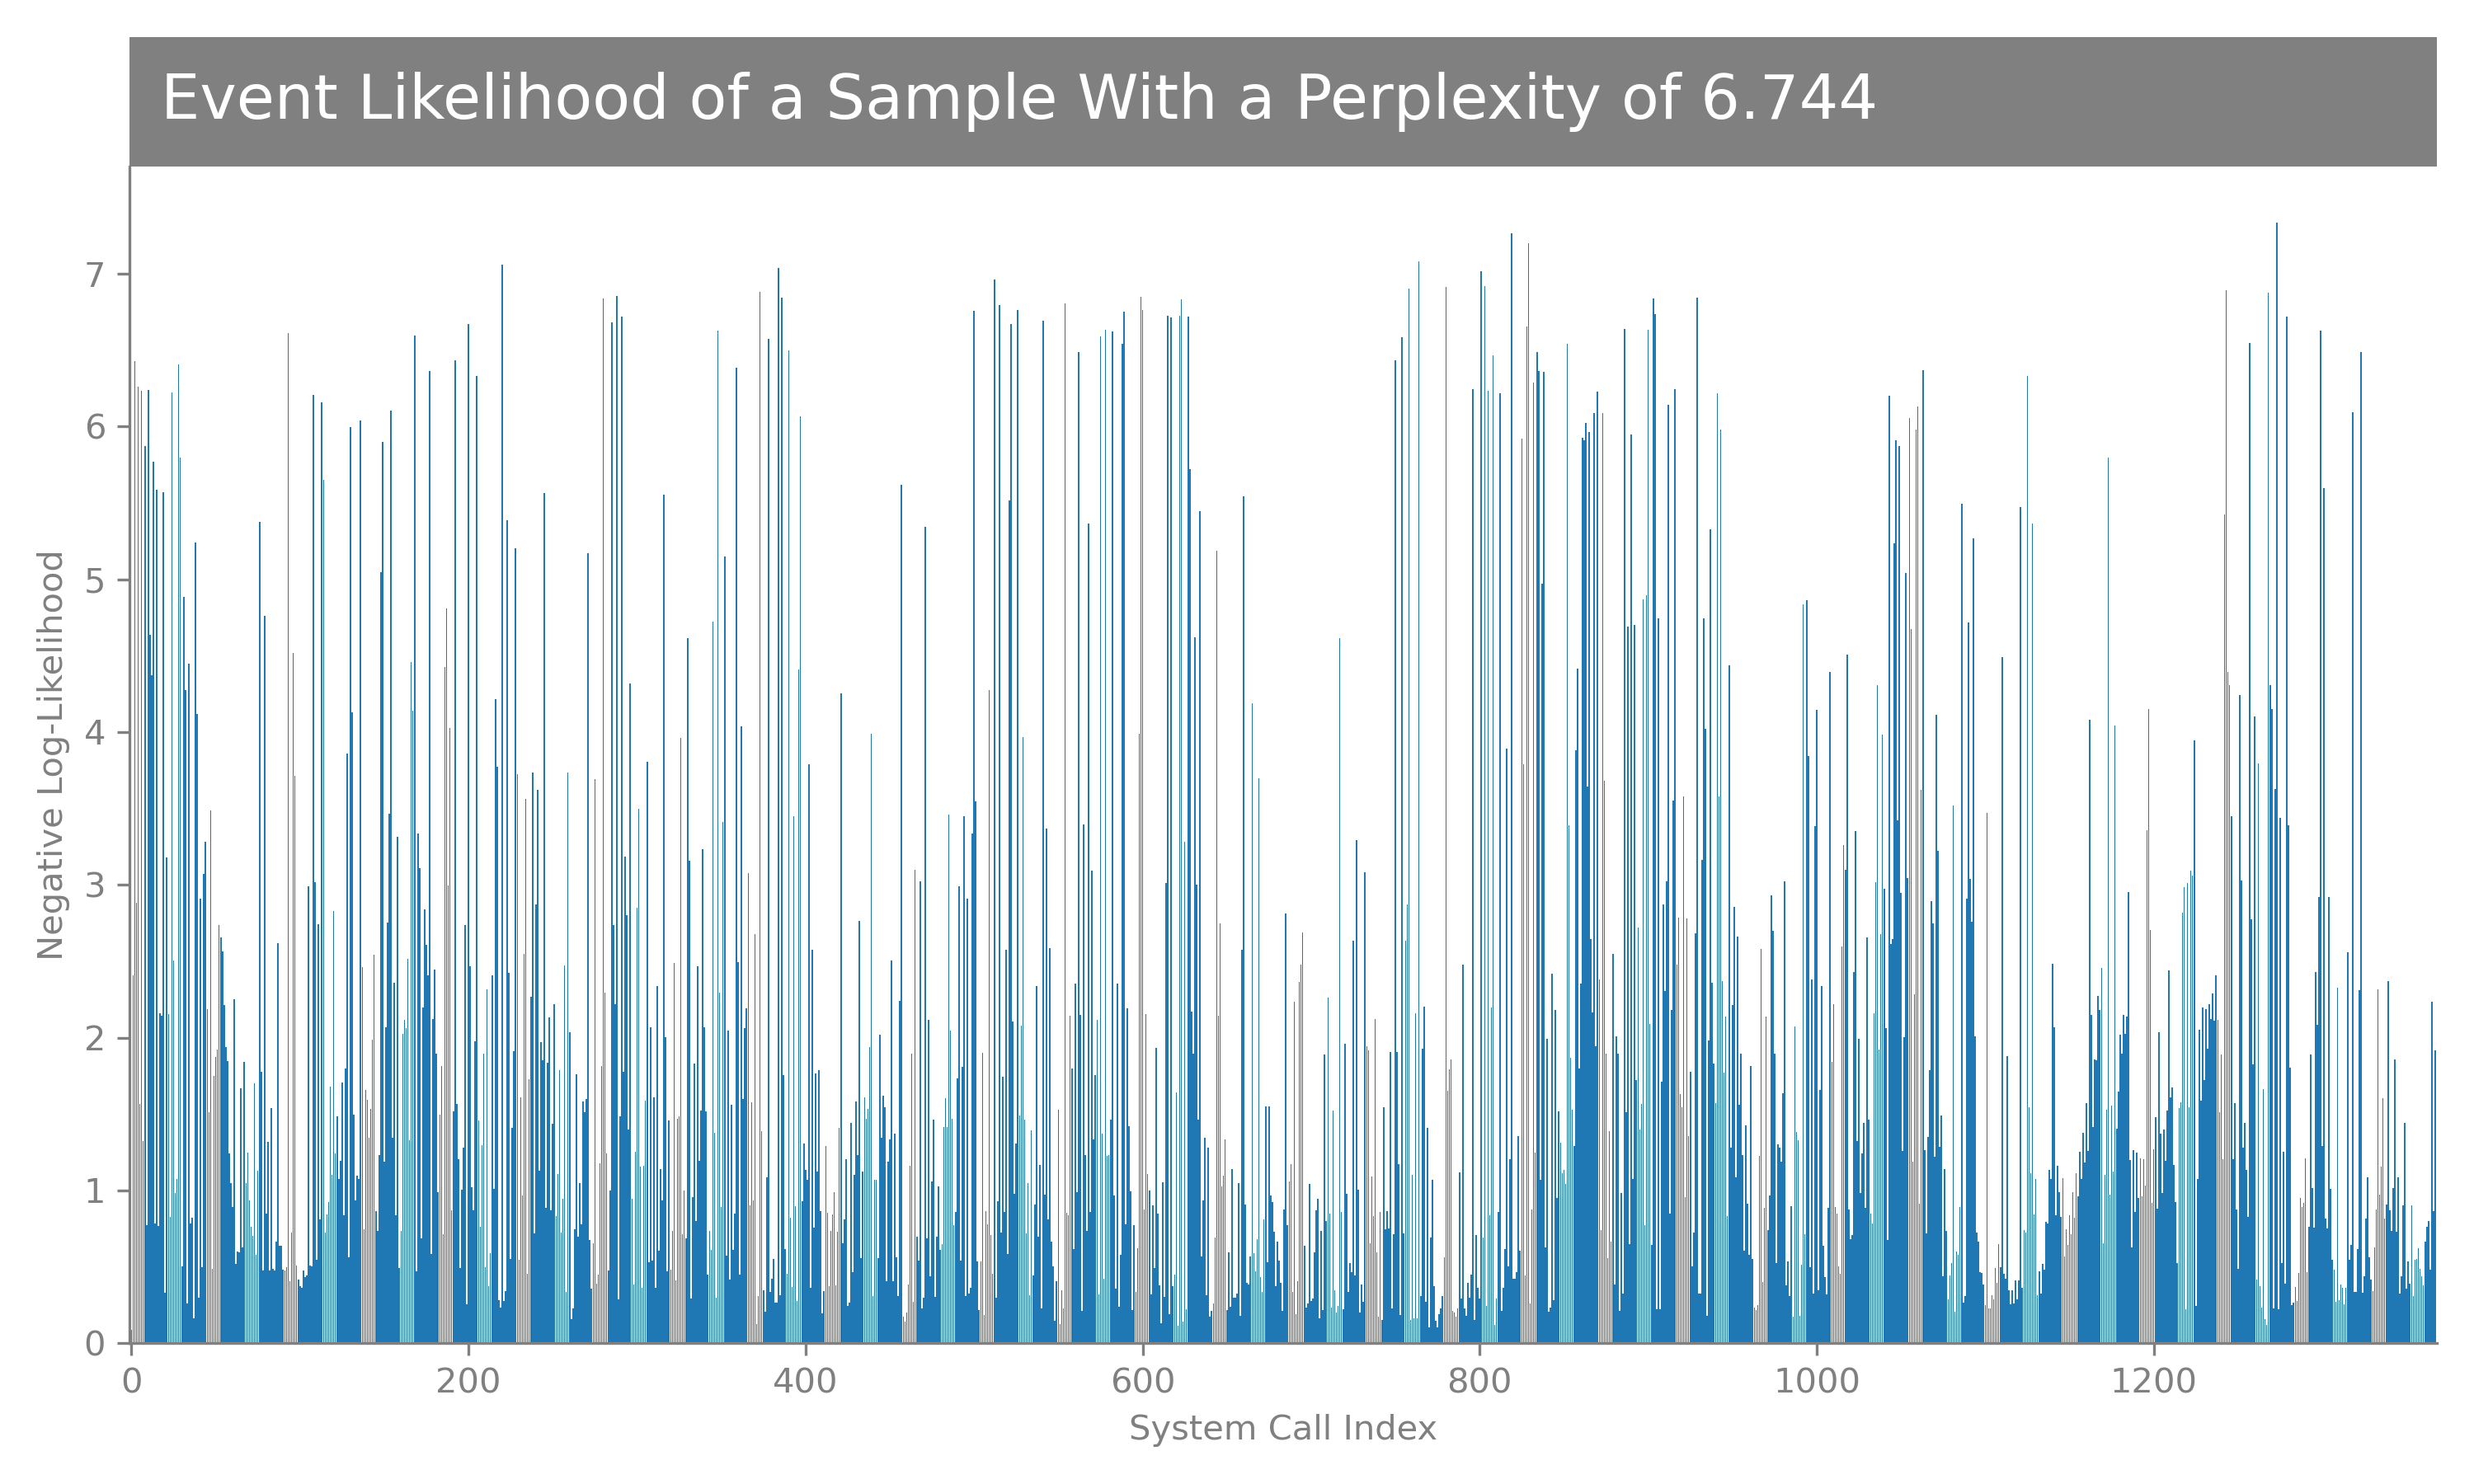 Event Likelihood of a Sample With a Perplexity of 6.744
7
6
5
4
3
2
1
0
Negative Log-Likelihood
0 200 400 600 800 1000 1200
System Call Index